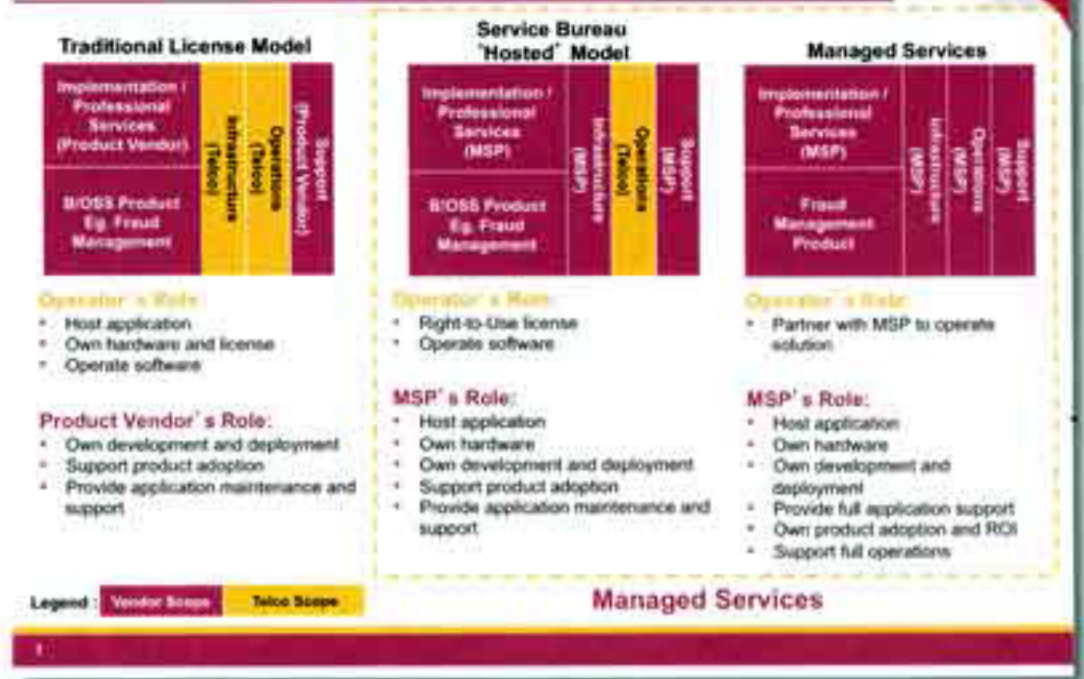 Traditional License Model
Implementation /
Professional
Services
(Product Vendor)
B/OSS Product
Eg. Fraud
Management
Infrastructure
(Telco)
Operations
(Telco)
Support
(Product Vendor)
Operator's Role:
Host application
Own hardware and license
Operate software
Product Vendor's Role:
Own development and deployment
Support product adoption
Provide application maintenance and
support
Service Bureau
'Hosted' Model
Implementation /
Professional
Services
(MSP)
B/OSS Product
Eg. Fraud
Management
Infrastructure
(MSP)
Operations
(Telco)
Support
(MSP)
Operator's Role:
Right-to-Use license
Operate software
MSP's Role:
Host application
Own hardware
Own development and deployment
Support product adoption
Provide application maintenance and
support
Managed Services
Implementation /
Professional
Services
(MSP)
Fraud
Management
Product
Infrastructure
(MSP)
Operations
(MSP)
Support
(MSP)
Operator's Role:
Partner with MSP to operate
solution
MSP's Role:
Host application
Own hardware
Own development and
deployment
Provide full application support
Own product adoption and ROI
Support full operations
Legend : Vendor Scope Telco Scope
Managed Services